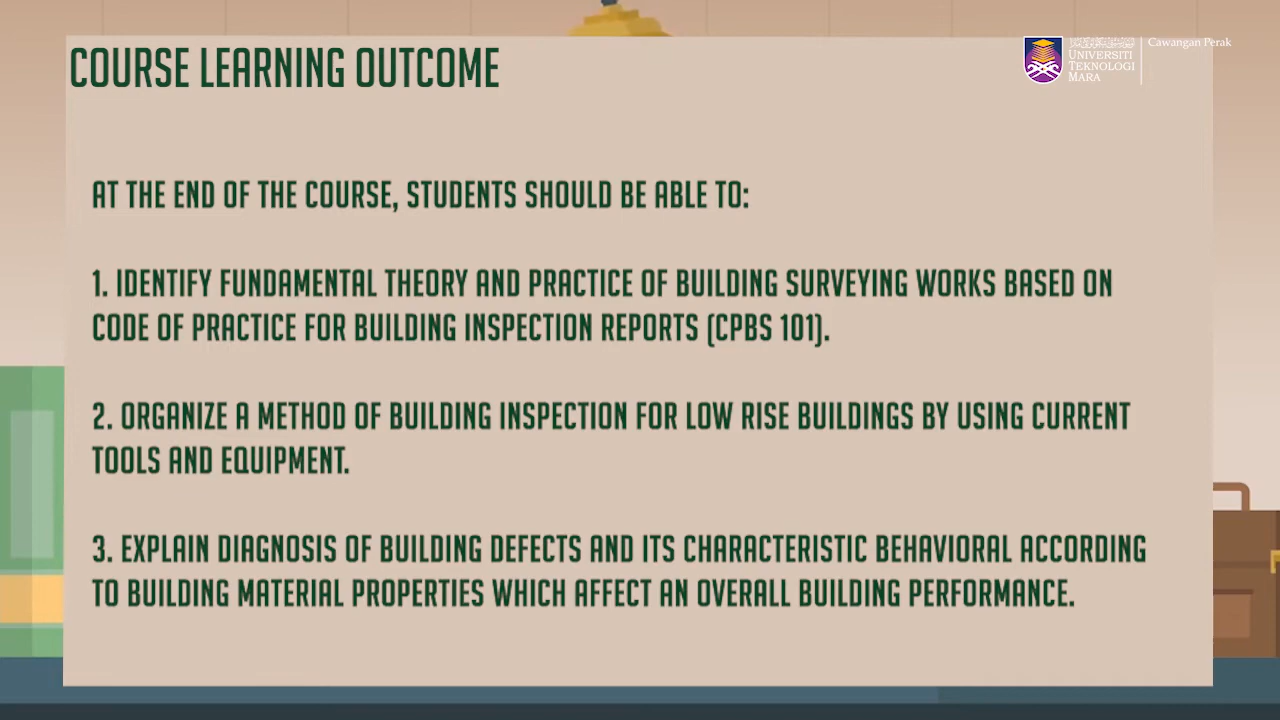 COURSE LEARNING OUTCOME
UNIVERSITI
TEKNOLOGI
MARA
Cawangan Perak
AT THE END OF THE COURSE, STUDENTS SHOULD BE ABLE TO:
1. IDENTIFY FUNDAMENTAL THEORY AND PRACTICE OF BUILDING SURVEYING WORKS BASED ON
CODE OF PRACTICE FOR BUILDING INSPECTION REPORTS (CPBS 101).
2. ORGANIZE A METHOD OF BUILDING INSPECTION FOR LOW RISE BUILDINGS BY USING CURRENT
TOOLS AND EQUIPMENT.
3. EXPLAIN DIAGNOSIS OF BUILDING DEFECTS AND ITS CHARACTERISTIC BEHAVIORAL ACCORDING
TO BUILDING MATERIAL PROPERTIES WHICH AFFECT AN OVERALL BUILDING PERFORMANCE.